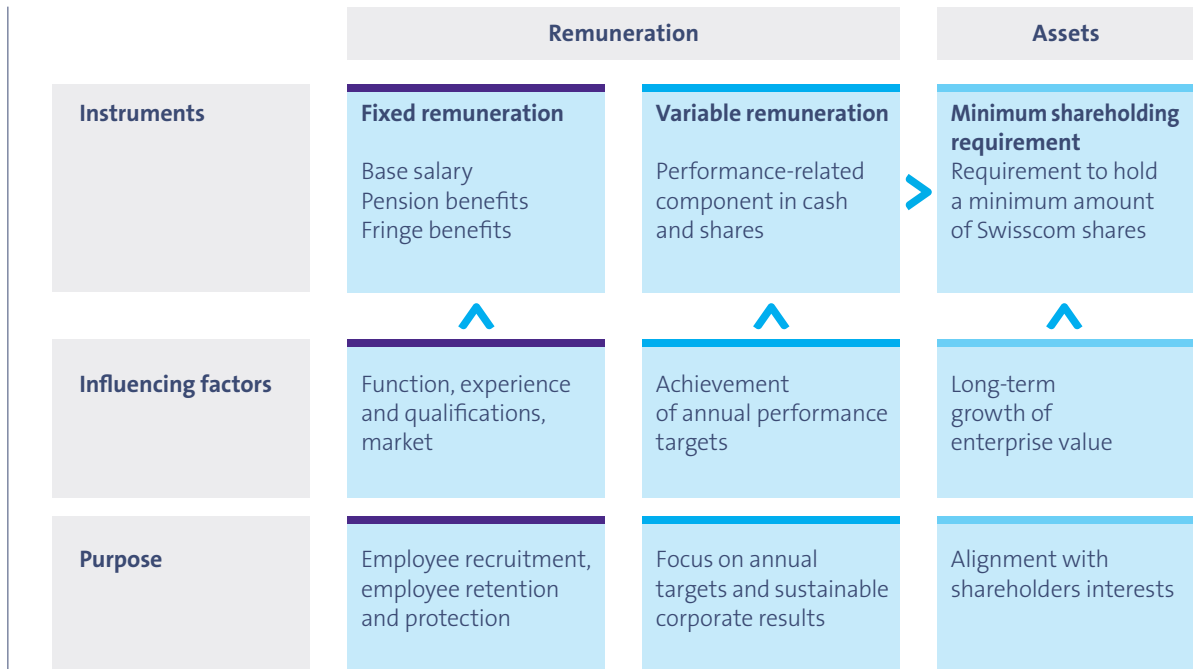 Remuneration
Assets
Instruments
Fixed remuneration
Base salary
Pension benefits
Fringe benefits
Variable remuneration
Performance-related
component in cash
and shares
Minimum shareholding
requirement
Requirement to hold
a minimum amount
of Swisscom shares
Influencing factors
Function, experience
and qualifications,
market
Achievement
of annual performance
targets
Long-term
growth of
enterprise value
Purpose
Employee recruitment,
employee retention
and protection
Focus on annual
targets and sustainable
corporate results
Alignment with
shareholders interests